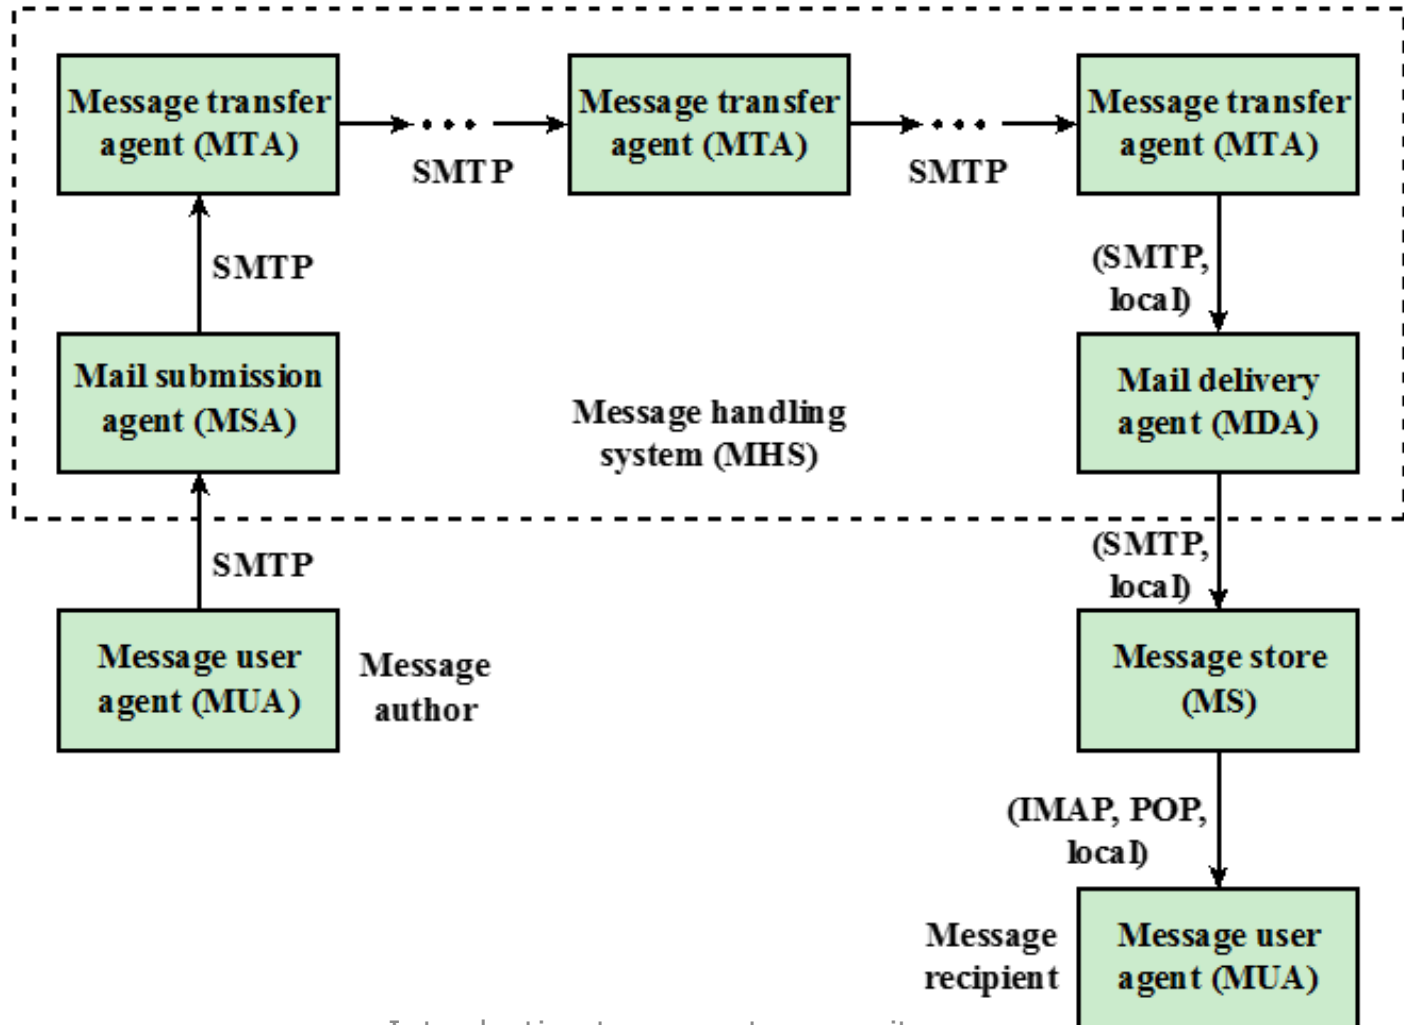 Message transfer
agent (MTA)
SMTP
Message transfer
agent (MTA)
SMTP
Message transfer
agent (MTA)
SMTP
(SMTP,
local)
Mail submission
agent (MSA)
Message handling
system (MHS)
Mail delivery
agent (MDA)
SMTP
(SMTP,
local)
Message user
agent (MUA)
Message
author
Message store
(MS)
(IMAP, POP,
local)
Message
recipient
Message user
agent (MUA)